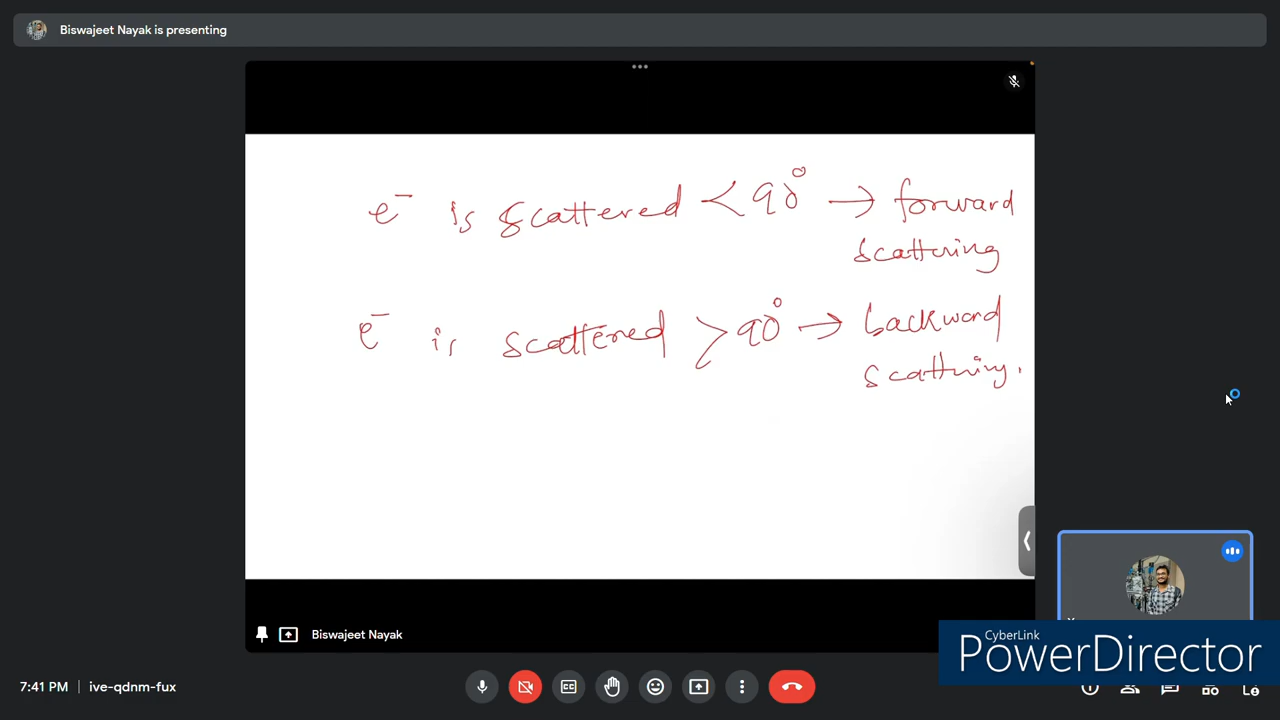 Biswajeet Nayak is presenting
e⁻ is scattered < 90° → forward
scattering
e⁻ is scattered > 90° → backward
scattering.
Biswajeet Nayak
CyberLink
PowerDirector
7:41 PM | ive-qdnm-fux